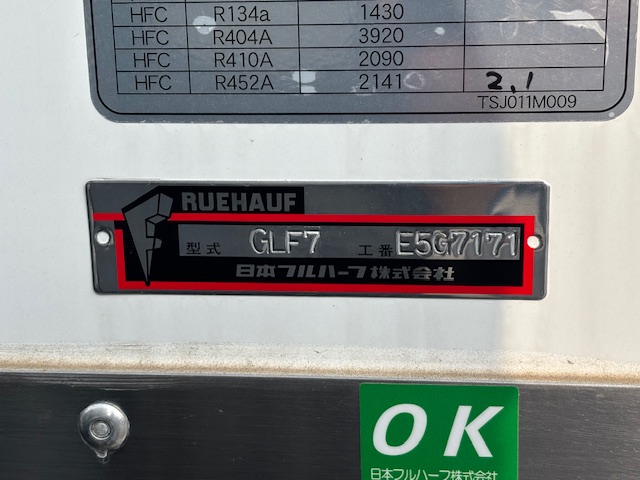 HFC R134a 1430
HFC R404A 3920
HFC R410A 2090
HFC R452A 2141 2.1
TSJ011M009
FRUEHAUF
型式 GLF7 工番 E5G7171
日本フルハーフ株式会社
OK
日本フルハーフ株式会社